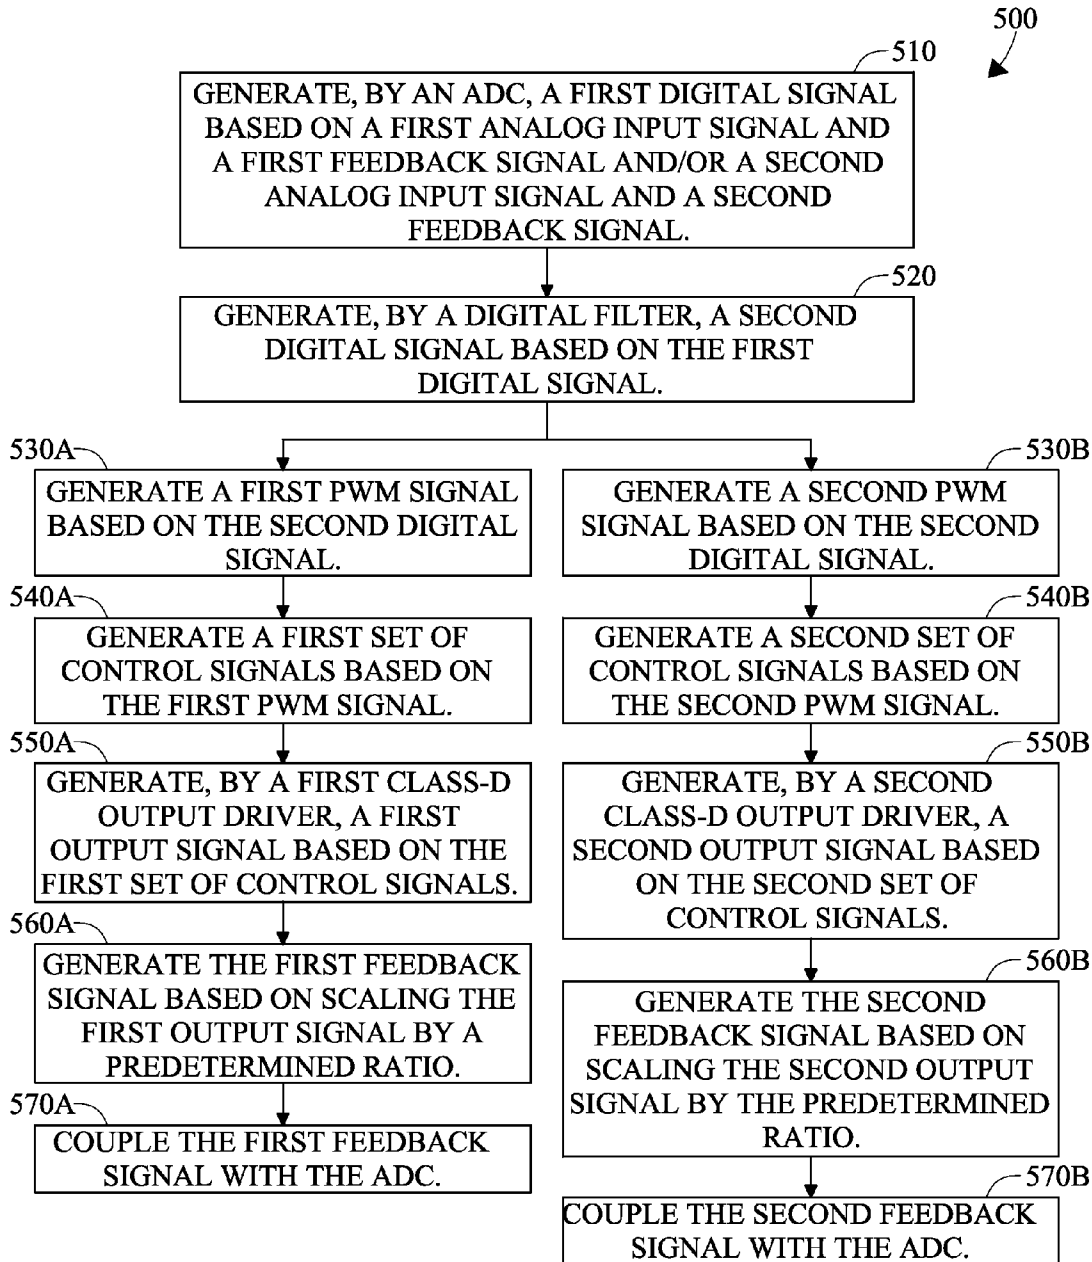 500
510
GENERATE, BY AN ADC, A FIRST DIGITAL SIGNAL
BASED ON A FIRST ANALOG INPUT SIGNAL AND
A FIRST FEEDBACK SIGNAL AND/OR A SECOND
ANALOG INPUT SIGNAL AND A SECOND
FEEDBACK SIGNAL.
520
GENERATE, BY A DIGITAL FILTER, A SECOND
DIGITAL SIGNAL BASED ON THE FIRST
DIGITAL SIGNAL.
530A
GENERATE A FIRST PWM SIGNAL
BASED ON THE SECOND DIGITAL
SIGNAL.
540A
GENERATE A FIRST SET OF
CONTROL SIGNALS BASED ON
THE FIRST PWM SIGNAL.
550A
GENERATE, BY A FIRST CLASS-D
OUTPUT DRIVER, A FIRST
OUTPUT SIGNAL BASED ON THE
FIRST SET OF CONTROL SIGNALS.
560A
GENERATE THE FIRST FEEDBACK
SIGNAL BASED ON SCALING THE
FIRST OUTPUT SIGNAL BY A
PREDETERMINED RATIO.
570A
COUPLE THE FIRST FEEDBACK
SIGNAL WITH THE ADC.
530B
GENERATE A SECOND PWM
SIGNAL BASED ON THE SECOND
DIGITAL SIGNAL.
540B
GENERATE A SECOND SET OF
CONTROL SIGNALS BASED ON
THE SECOND PWM SIGNAL.
550B
GENERATE, BY A SECOND
CLASS-D OUTPUT DRIVER, A
SECOND OUTPUT SIGNAL BASED
ON THE SECOND SET OF
CONTROL SIGNALS.
560B
GENERATE THE SECOND
FEEDBACK SIGNAL BASED ON
SCALING THE SECOND OUTPUT
SIGNAL BY THE PREDETERMINED
RATIO.
570B
COUPLE THE SECOND FEEDBACK
SIGNAL WITH THE ADC.